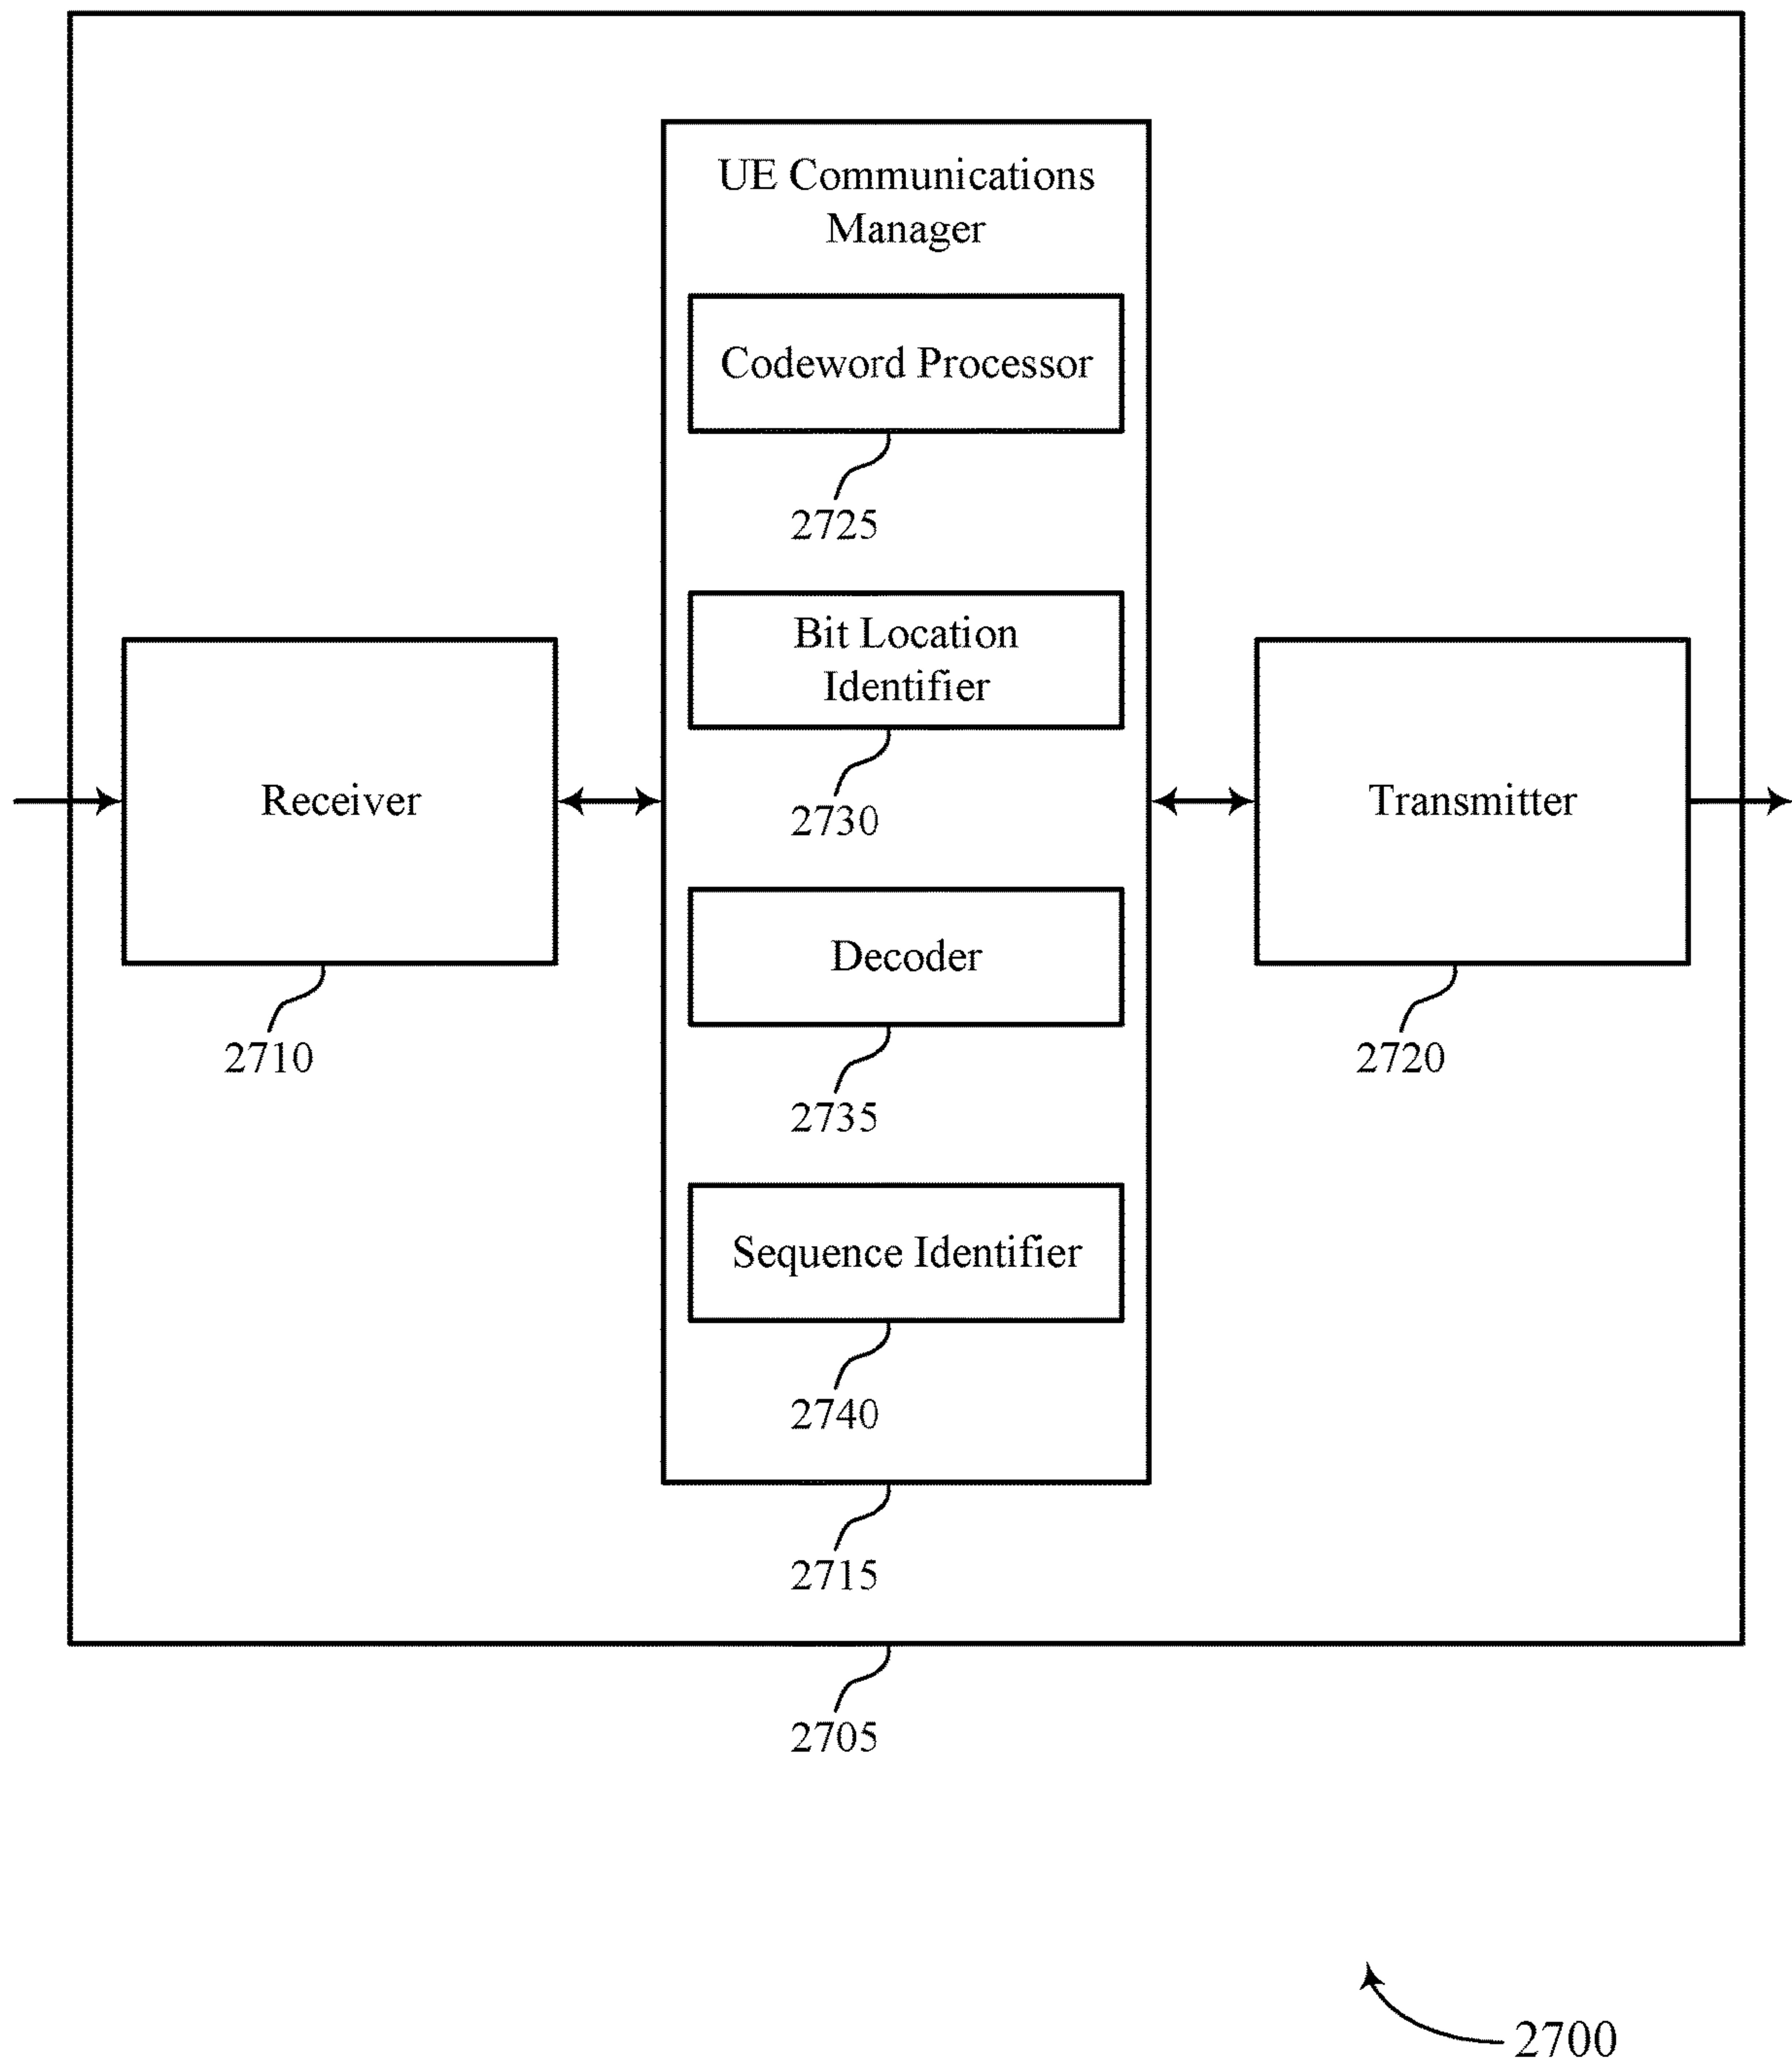 UE Communications
Manager
Codeword Processor
2725
Bit Location
Identifier
2730
Receiver
2710
Transmitter
2720
Decoder
2735
Sequence Identifier
2740
2715
2705
2700